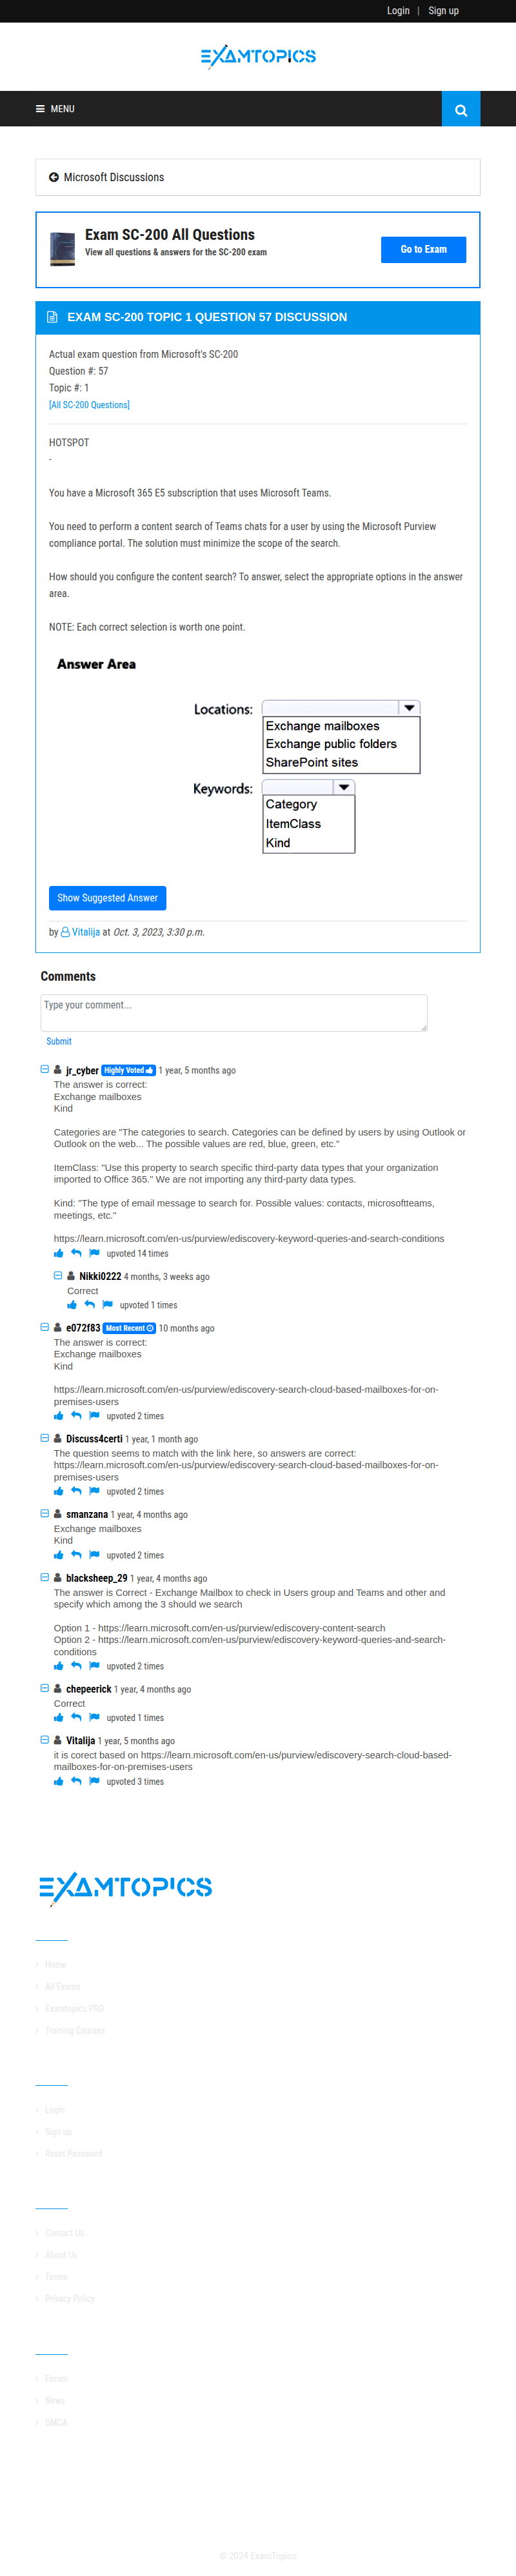 Login | Sign up
EXAMTOPICS
MENU
Microsoft Discussions
Exam SC-200 All Questions
View all questions & answers for the SC-200 exam
Go to Exam
EXAM SC-200 TOPIC 1 QUESTION 57 DISCUSSION
Actual exam question from Microsoft's SC-200
Question #: 57
Topic #: 1
[All SC-200 Questions]
HOTSPOT
-
You have a Microsoft 365 E5 subscription that uses Microsoft Teams.
You need to perform a content search of Teams chats for a user by using the Microsoft Purview
compliance portal. The solution must minimize the scope of the search.
How should you configure the content search? To answer, select the appropriate options in the answer
area.
NOTE: Each correct selection is worth one point.
Answer Area
Locations:
Exchange mailboxes
Exchange public folders
SharePoint sites
Keywords:
Category
ItemClass
Kind
Show Suggested Answer
by Vitalija at Oct. 3, 2023, 3:30 p.m.
Comments
Type your comment...
Submit
jr_cyber Highly Voted 1 year, 5 months ago
The answer is correct:
Exchange mailboxes
Kind
Categories are "The categories to search. Categories can be defined by users by using Outlook or
Outlook on the web... The possible values are red, blue, green, etc."
ItemClass: "Use this property to search specific third-party data types that your organization
imported to Office 365." We are not importing any third-party data types.
Kind: "The type of email message to search for. Possible values: contacts, microsoftteams,
meetings, etc."
https://learn.microsoft.com/en-us/purview/ediscovery-keyword-queries-and-search-conditions
upvoted 14 times
Nikki0222 4 months, 3 weeks ago
Correct
upvoted 1 times
e072f83 Most Recent 10 months ago
The answer is correct:
Exchange mailboxes
Kind
https://learn.microsoft.com/en-us/purview/ediscovery-search-cloud-based-mailboxes-for-on-
premises-users
upvoted 2 times
Discuss4certi 1 year, 1 month ago
The question seems to match with the link here, so answers are correct:
https://learn.microsoft.com/en-us/purview/ediscovery-search-cloud-based-mailboxes-for-on-
premises-users
upvoted 2 times
smanzana 1 year, 4 months ago
Exchange mailboxes
Kind
upvoted 2 times
blacksheep_29 1 year, 4 months ago
The answer is Correct - Exchange Mailbox to check in Users group and Teams and other and
specify which among the 3 should we search
Option 1 - https://learn.microsoft.com/en-us/purview/ediscovery-content-search
Option 2 - https://learn.microsoft.com/en-us/purview/ediscovery-keyword-queries-and-search-
conditions
upvoted 2 times
chepeerick 1 year, 4 months ago
Correct
upvoted 1 times
Vitalija 1 year, 5 months ago
it is corect based on https://learn.microsoft.com/en-us/purview/ediscovery-search-cloud-based-
mailboxes-for-on-premises-users
upvoted 3 times
EXAMTOPICS
Home
All Exams
Examtopics PRO
Training Courses
Login
Sign up
Reset Password
Contact Us
About Us
Terms
Privacy Policy
Forum
News
DMCA
© 2024 ExamTopics